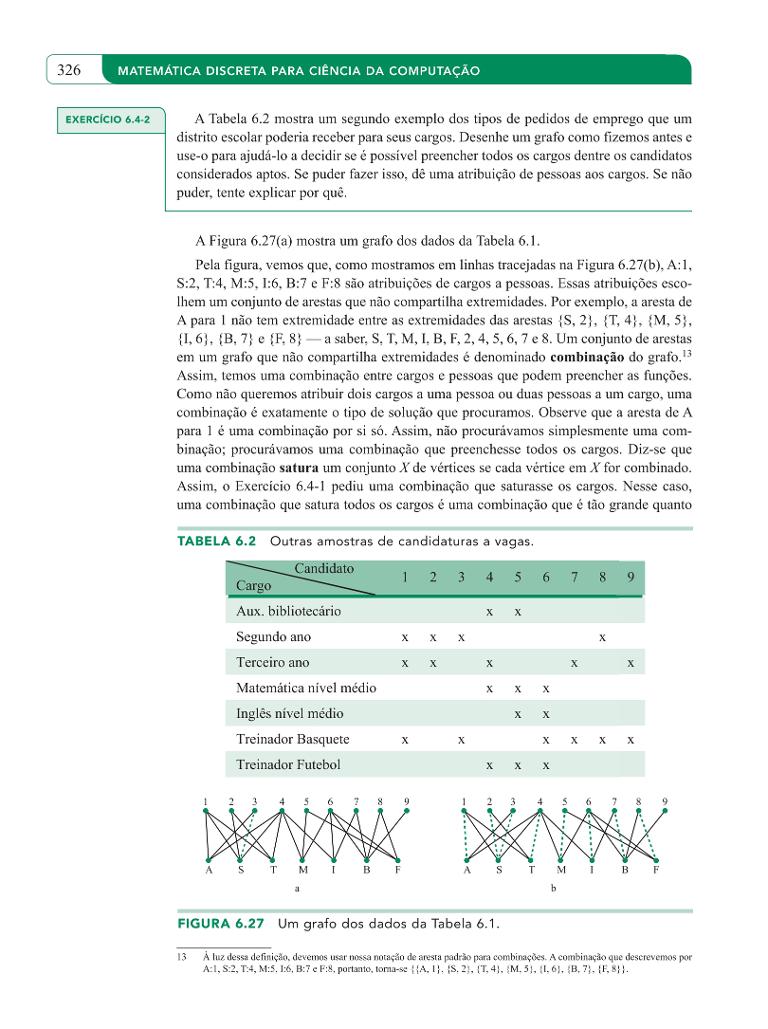 326
MATEMÁTICA DISCRETA PARA CIÊNCIA DA COMPUTAÇÃO
EXERCÍCIO 6.4-2
A Tabela 6.2 mostra um segundo exemplo dos tipos de pedidos de emprego que um
distrito escolar poderia receber para seus cargos. Desenhe um grafo como fizemos antes e
use-o para ajudá-lo a decidir se é possível preencher todos os cargos dentre os candidatos
considerados aptos. Se puder fazer isso, dê uma atribuição de pessoas aos cargos. Se não
puder, tente explicar por quê.
A Figura 6.27(a) mostra um grafo dos dados da Tabela 6.1.
Pela figura, vemos que, como mostramos em linhas tracejadas na Figura 6.27(b), A:1,
S:2, T:4, M:5, I:6, B:7 e F:8 são atribuições de cargos a pessoas. Essas atribuições esco-
lhem um conjunto de arestas que não compartilha extremidades. Por exemplo, a aresta de
A para 1 não tem extremidade entre as extremidades das arestas {S, 2}, {T, 4}, {M, 5},
{I, 6}, {B, 7} e {F, 8} — a saber, S, T, M, I, B, F, 2, 4, 5, 6, 7 e 8. Um conjunto de arestas
em um grafo que não compartilha extremidades é denominado combinação do grafo.13
Assim, temos uma combinação entre cargos e pessoas que podem preencher as funções.
Como não queremos atribuir dois cargos a uma pessoa ou duas pessoas a um cargo, uma
combinação é exatamente o tipo de solução que procuramos. Observe que a aresta de A
para 1 é uma combinação por si só. Assim, não procurávamos simplesmente uma com-
binação; procurávamos uma combinação que preenchesse todos os cargos. Diz-se que
uma combinação satura um conjunto X de vértices se cada vértice em X for combinado.
Assim, o Exercício 6.4-1 pediu uma combinação que saturasse os cargos. Nesse caso,
uma combinação que satura todos os cargos é uma combinação que é tão grande quanto
TABELA 6.2 Outras amostras de candidaturas a vagas.
Candidato
Cargo
1 2 3 4 5 6 7 8 9
Aux. bibliotecário x x
Segundo ano x x x x
Terceiro ano x x x x x
Matemática nível médio x x x
Inglês nível médio x x
Treinador Basquete x x x x x x
Treinador Futebol x x x
1 2 3 4 5 6 7 8 9
A S T M I B F
a
1 2 3 4 5 6 7 8 9
A S T M I B F
b
FIGURA 6.27 Um grafo dos dados da Tabela 6.1.
13 À luz dessa definição, devemos usar nossa notação de aresta padrão para combinações. A combinação que descrevemos por
A:1, S:2, T:4, M:5, I:6, B:7 e F:8, portanto, torna-se {{A, 1}, {S, 2}, {T, 4}, {M, 5}, {I, 6}, {B, 7}, {F, 8}}.